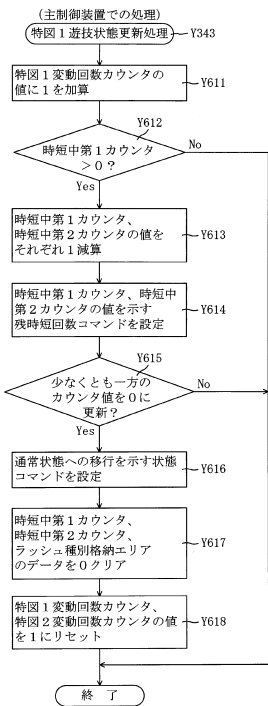 (主制御装置での処理)
特図1遊技状態更新処理
Y343
特図1変動回数カウンタの
値に1を加算
Y611
Y612
時短中第1カウンタ
>0?
No
Yes
時短中第1カウンタ、
時短中第2カウンタの値を
それぞれ1減算
Y613
時短中第1カウンタ、時短中
第2カウンタの値を示す
残時短回数コマンドを設定
Y614
Y615
少なくとも一方の
カウンタ値を0に
更新?
No
Yes
通常状態への移行を示す状態
コマンドを設定
Y616
時短中第1カウンタ、
時短中第2カウンタ、
ラッシュ種別格納エリア
のデータを0クリア
Y617
特図1変動回数カウンタ、
特図2変動回数カウンタの値
を1にリセット
Y618
終 了